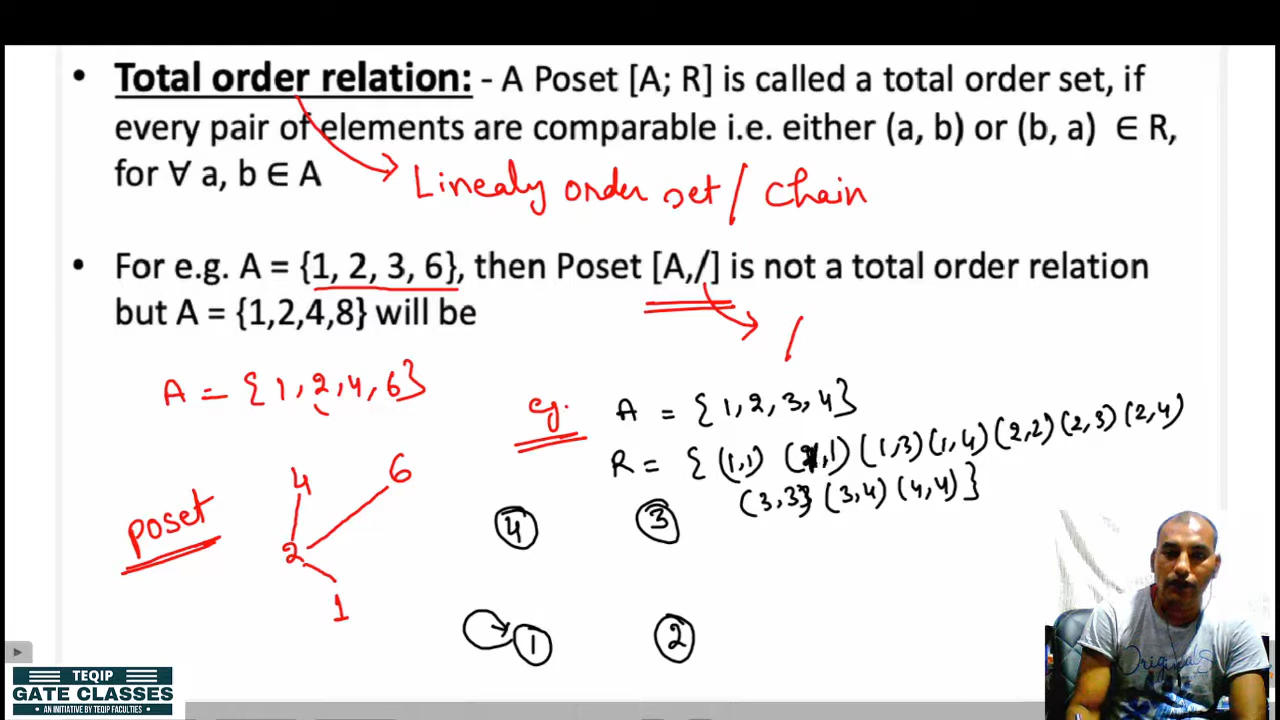 • Total order relation: - A Poset [A; R] is called a total order set, if
every pair of elements are comparable i.e. either (a, b) or (b, a) ∈ R,
for ∀ a, b ∈ A
Linealy order set / chain
• For e.g. A = {1, 2, 3, 6}, then Poset [A,/] is not a total order relation
but A = {1,2,4,8} will be
/
A = {1, 2, 4, 6}
eg. A = {1, 2, 3, 4}
R = { (1,1) (2,1) (1,3) (1,4) (2,2) (2,3) (2,4)
(3,3) (3,4) (4,4) }
4 6
poset
2
1
4 3
1 2
Originals
TEQIP
GATE CLASSES
AN INITIATIVE BY TEQIP FACULTIES